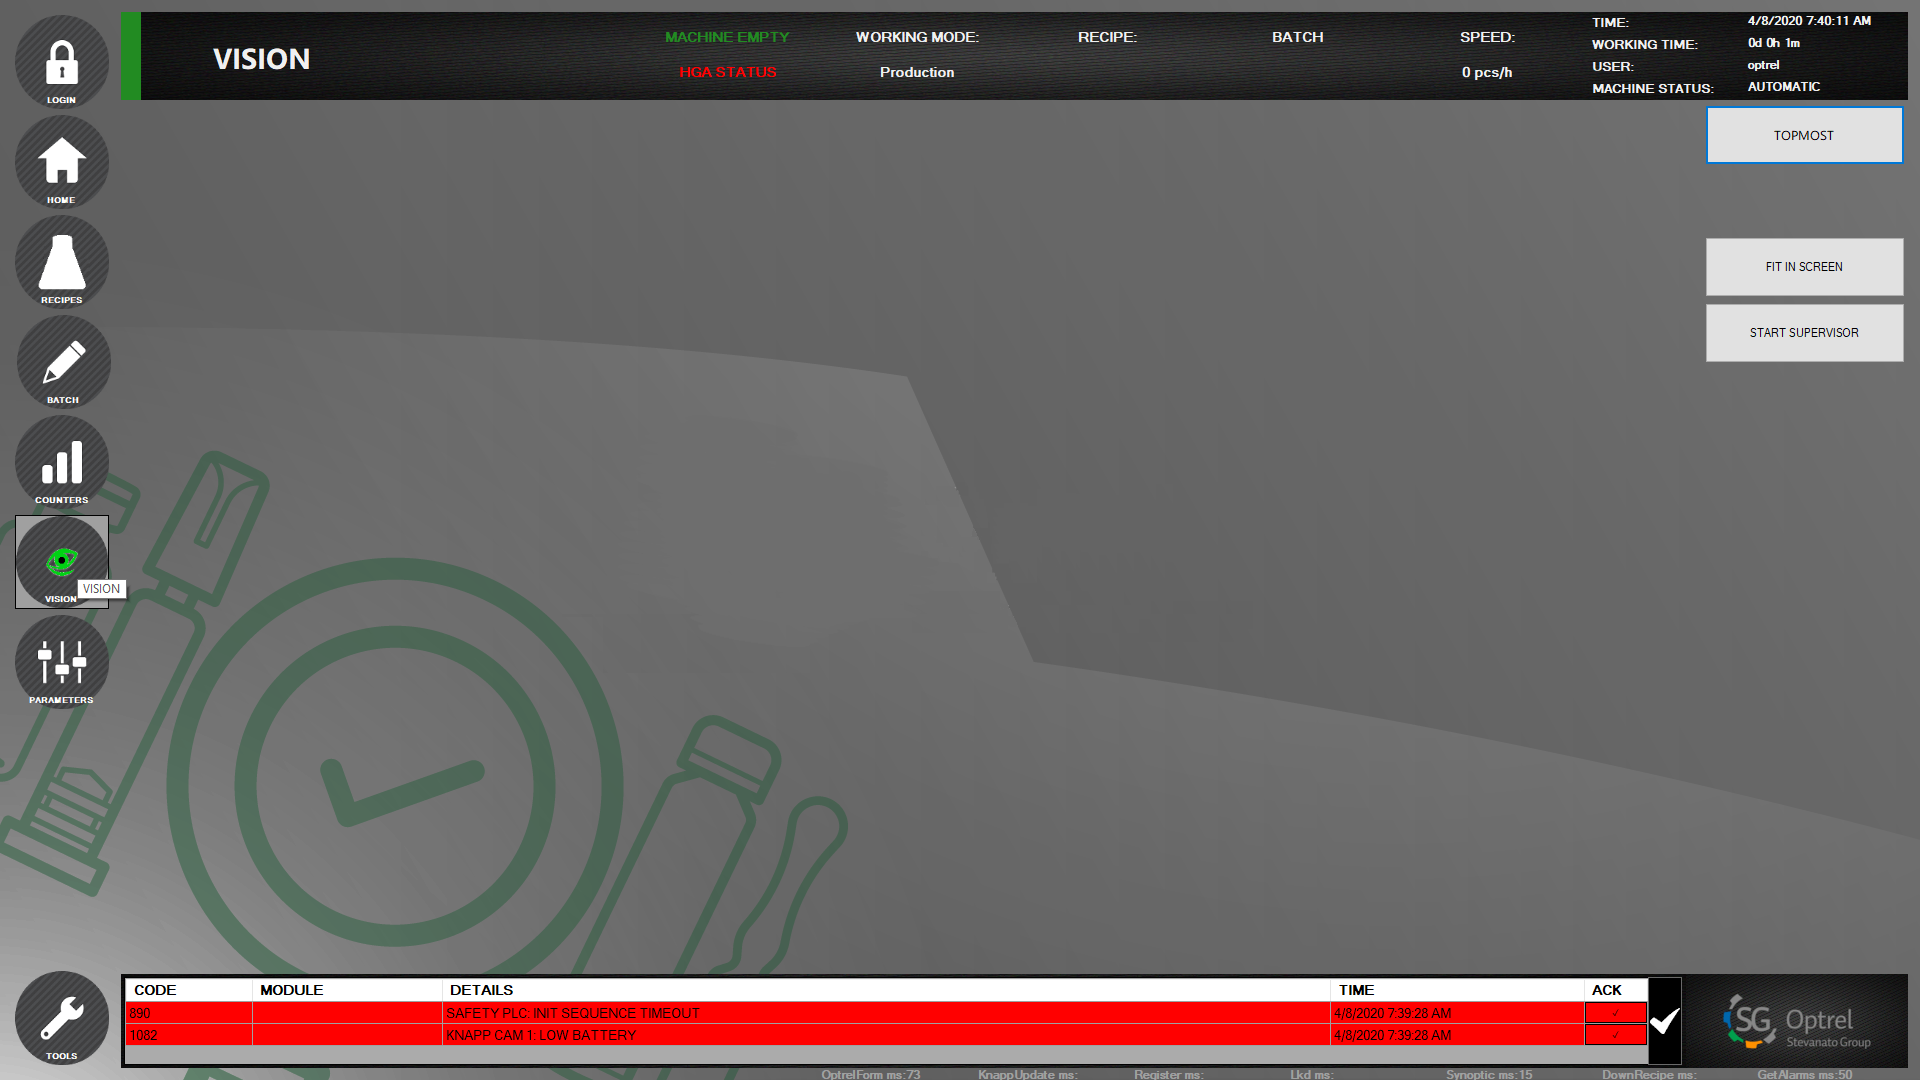 LOGIN
HOME
RECIPES
BATCH
COUNTERS
VISION
VISION
PARAMETERS
TOOLS
VISION
MACHINE EMPTY
HGA STATUS
WORKING MODE:
Production
RECIPE:
BATCH
SPEED:
0 pcs/h
TIME: 4/8/2020 7:40:11 AM
WORKING TIME: 0d 0h 1m
USER: optrel
MACHINE STATUS: AUTOMATIC
TOPMOST
FIT IN SCREEN
START SUPERVISOR
CODE MODULE DETAILS TIME ACK
890 SAFETY PLC: INIT SEQUENCE TIMEOUT 4/8/2020 7:39:28 AM
1082 KNAPP CAM 1: LOW BATTERY 4/8/2020 7:39:28 AM
SG Optrel
Stevanato Group
OptrelForm ms:73 KnappUpdate ms: Register ms: Lkd ms: Synoptic ms:15 DownRecipe ms: GetAlarms ms:50